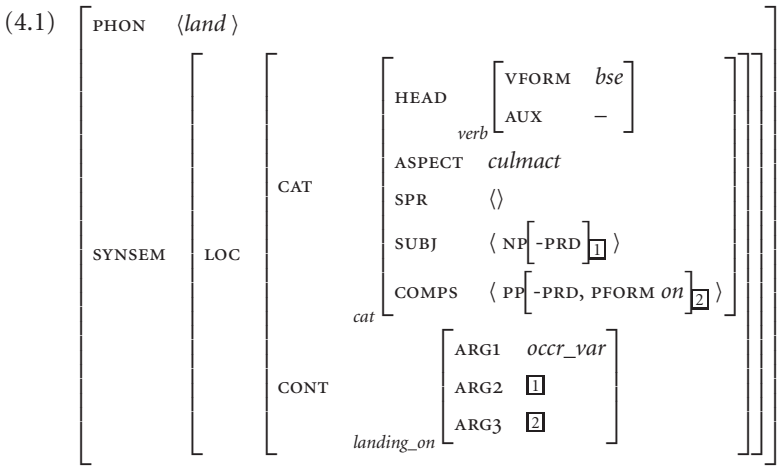 (4.1)
PHON ⟨land⟩
HEAD
VFORM bse
AUX –
verb
ASPECT culmact
CAT
SPR ⟨⟩
SUBJ ⟨ NP[-PRD]1 ⟩
SYNSEM LOC
COMPS ⟨ PP[-PRD, PFORM on]2 ⟩
cat
ARG1 occr_var
CONT
ARG2 1
ARG3 2
landing_on